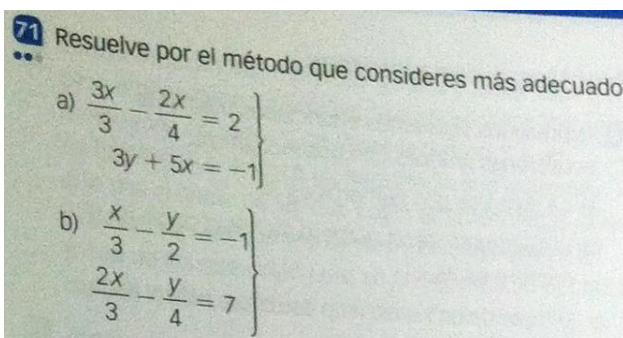 71 Resuelve por el método que consideres más adecuado
a) 3x/3 − 2x/4 = 2
3y + 5x = −1
b) x/3 − y/2 = −1
2x/3 − y/4 = 7